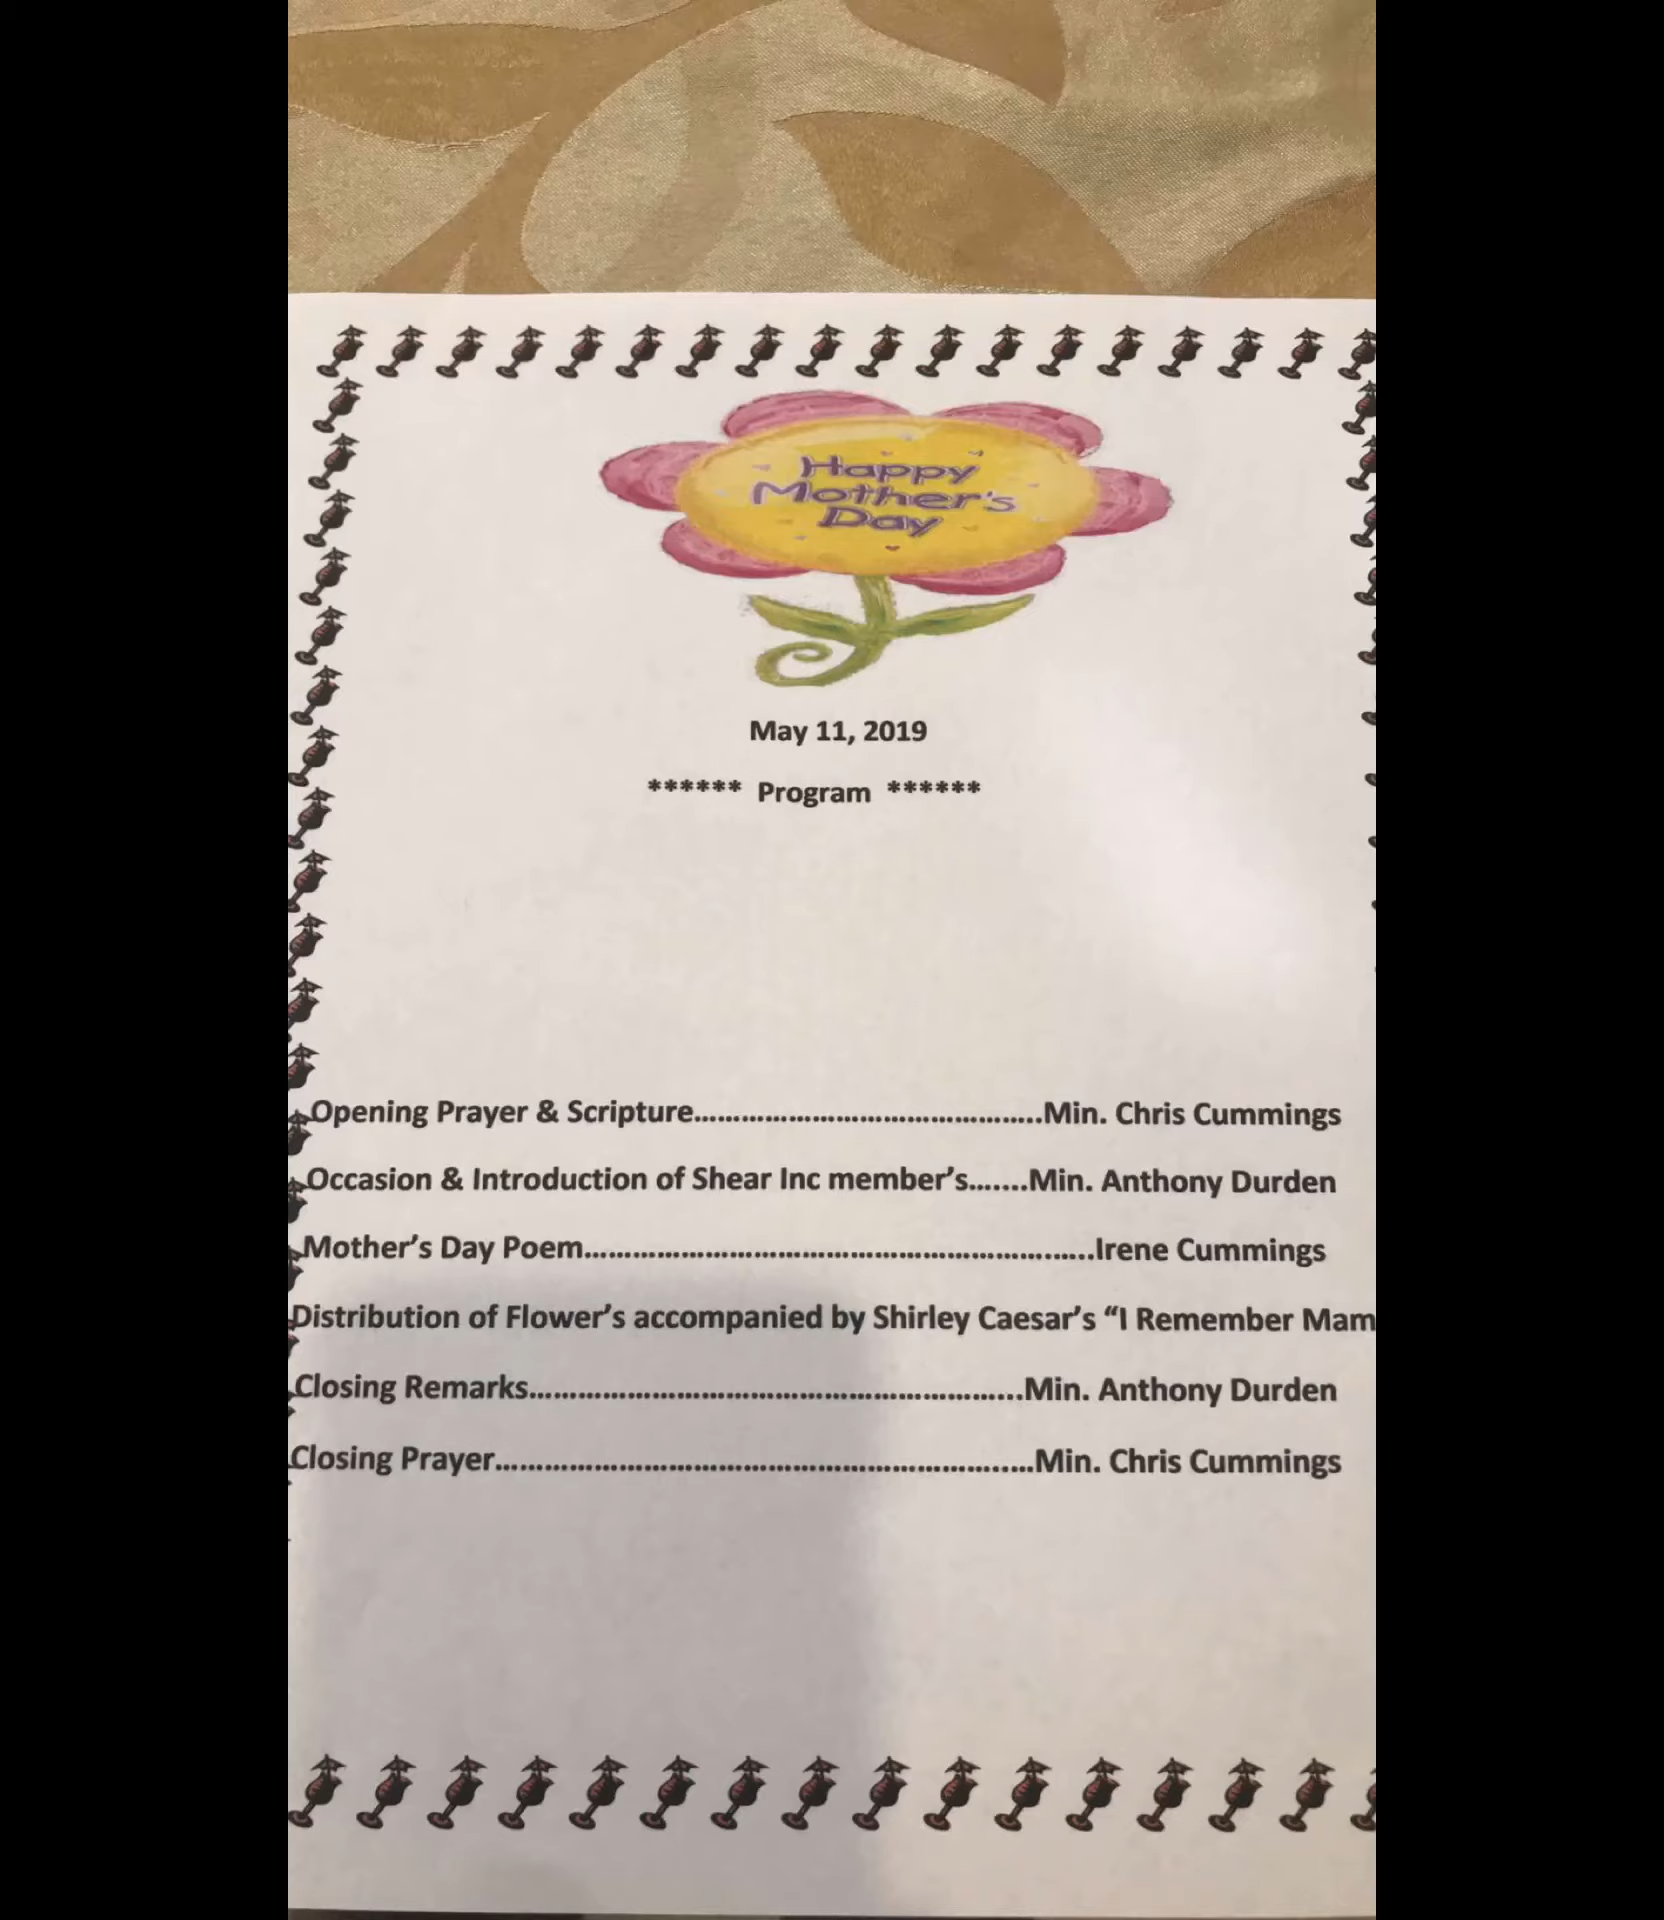 Happy
Mother's
Day
May 11, 2019
****** Program ******
Opening Prayer & Scripture...........................................Min. Chris Cummings
Occasion & Introduction of Shear Inc member’s.......Min. Anthony Durden
Mother’s Day Poem...............................................................Irene Cummings
Distribution of Flower’s accompanied by Shirley Caesar’s “I Remember Mam
Closing Remarks.............................................................Min. Anthony Durden
Closing Prayer..................................................................Min. Chris Cummings